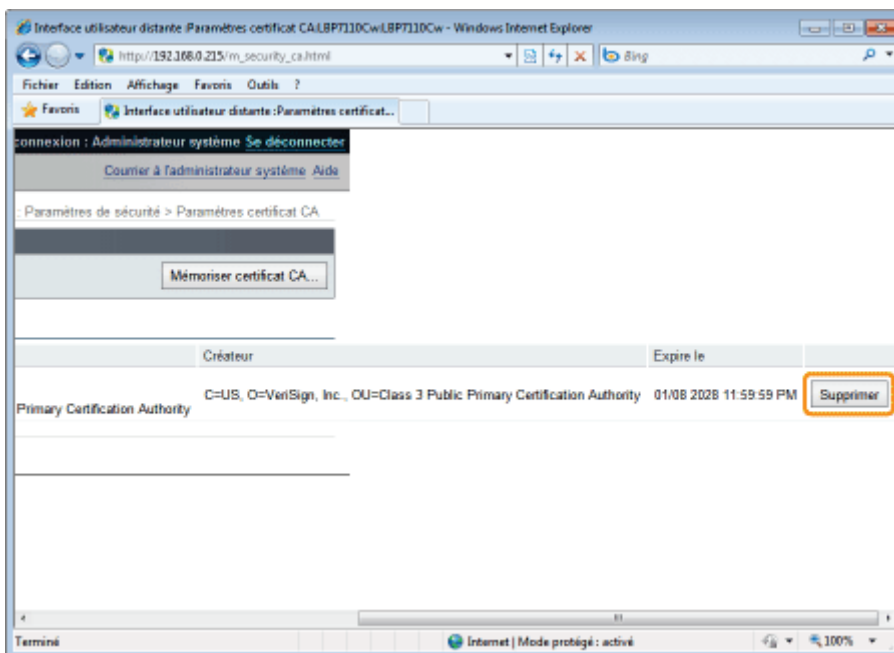 Interface utilisateur distante :Paramètres certificat CA:LBP7110Cw:LBP7110Cw - Windows Internet Explorer
http://192.168.0.215/m_security_ca.html
Bing
Fichier Edition Affichage Favoris Outils ?
Favoris Interface utilisateur distante :Paramètres certificat...
connexion : Administrateur système Se déconnecter
Courrier à l'administrateur système Aide
: Paramètres de sécurité > Paramètres certificat CA
Mémoriser certificat CA...
Créateur Expire le
Primary Certification Authority C=US, O=VeriSign, Inc., OU=Class 3 Public Primary Certification Authority 01/08 2028 11:59:59 PM Supprimer
Terminé Internet | Mode protégé : activé 100%